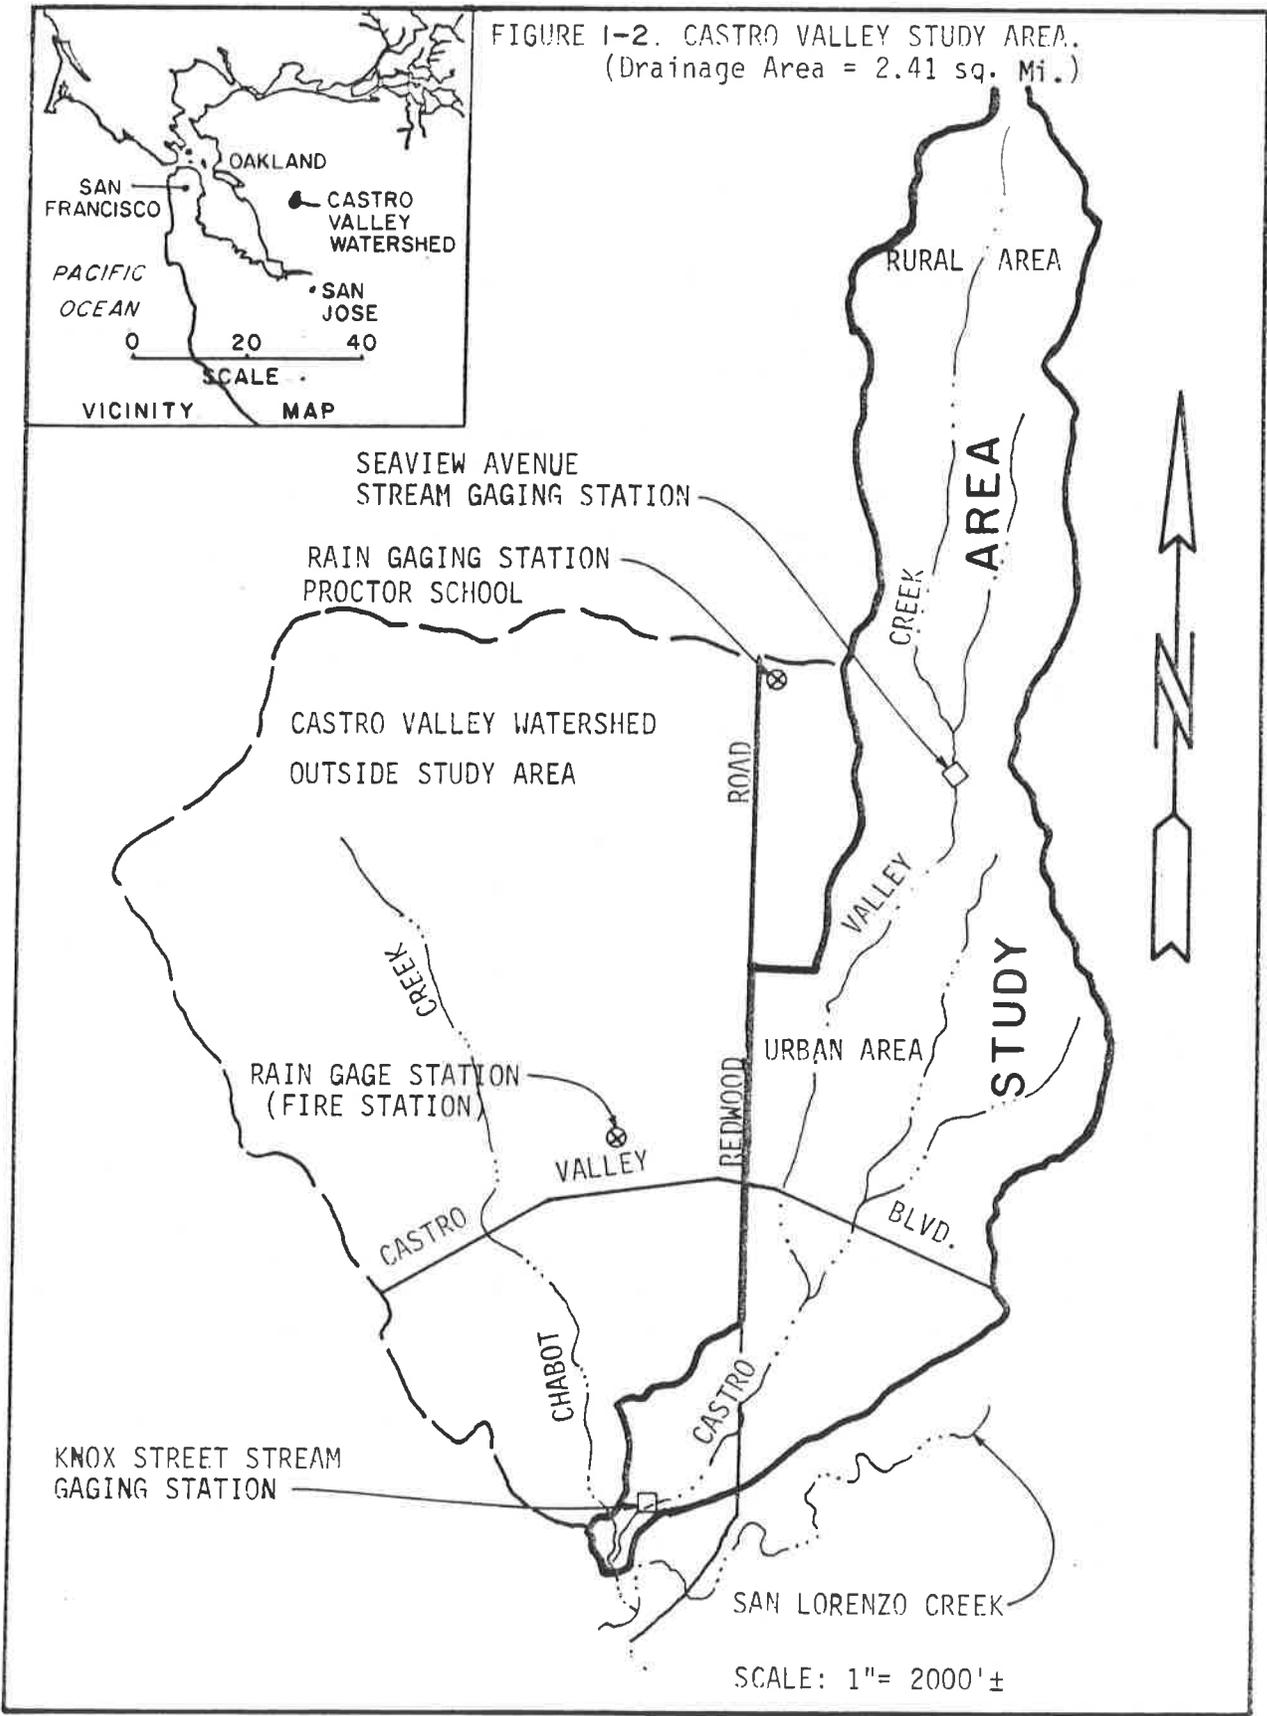 FIGURE 1-2. CASTRO VALLEY STUDY AREA.
(Drainage Area = 2.41 sq. Mi.)
OAKLAND
SAN
FRANCISCO
CASTRO
VALLEY
WATERSHED
PACIFIC
OCEAN
SAN
JOSE
0 20 40
SCALE
VICINITY MAP
RURAL AREA
SEAVIEW AVENUE
STREAM GAGING STATION
RAIN GAGING STATION
PROCTOR SCHOOL
CREEK
AREA
N
CASTRO VALLEY WATERSHED
OUTSIDE STUDY AREA
ROAD
VALLEY
CREEK
STUDY
URBAN AREA
RAIN GAGE STATION
(FIRE STATION)
REDWOOD
VALLEY
CASTRO
BLVD.
CHABOT
CASTRO
KNOX STREET STREAM
GAGING STATION
SAN LORENZO CREEK
SCALE: 1"= 2000'±